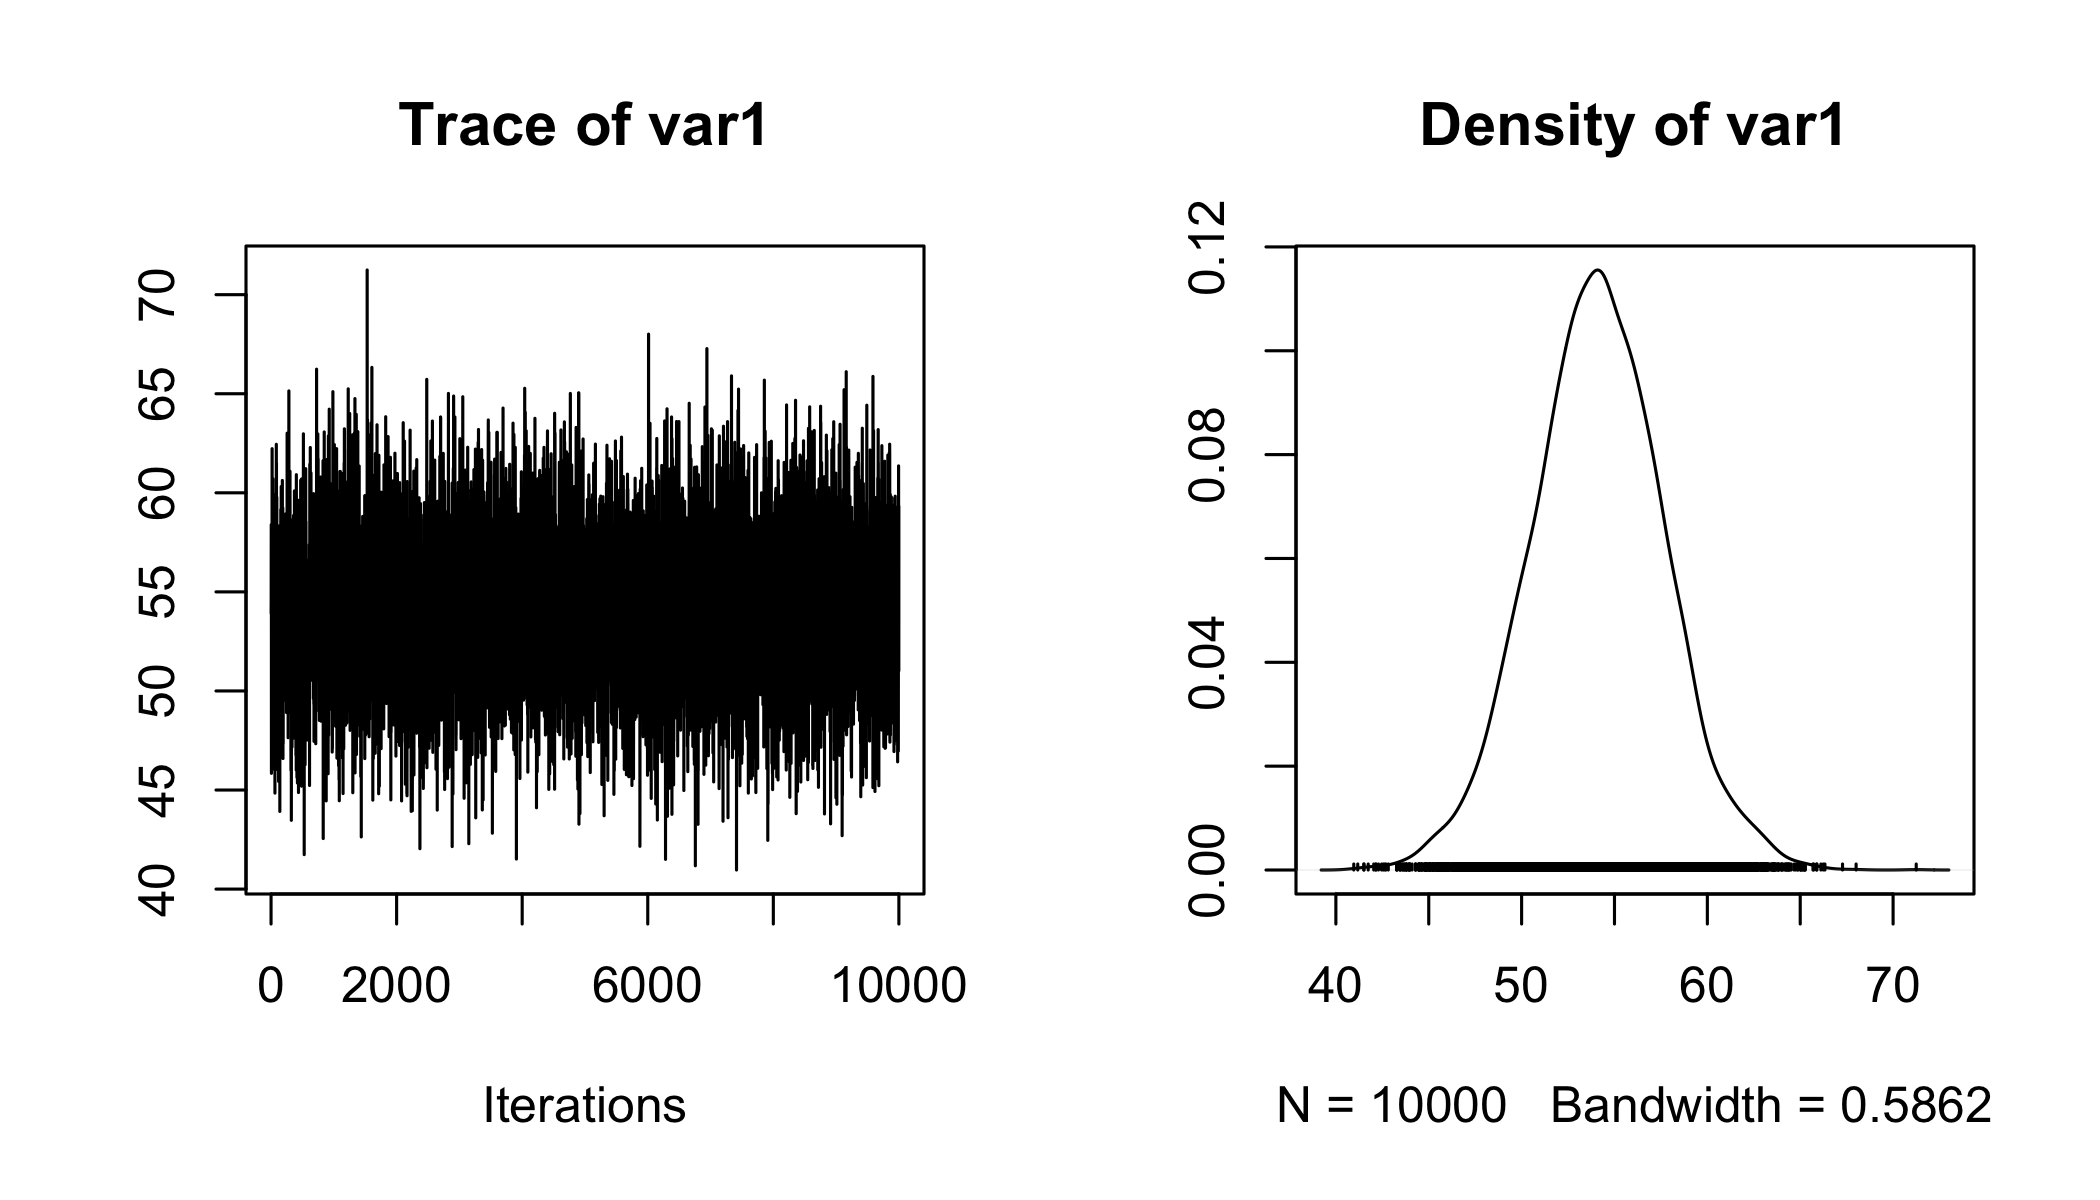 Trace of var1
70
65
60
55
50
45
40
0 2000 6000 10000
Iterations
Density of var1
0.12
0.08
0.04
0.00
40 50 60 70
N = 10000 Bandwidth = 0.5862